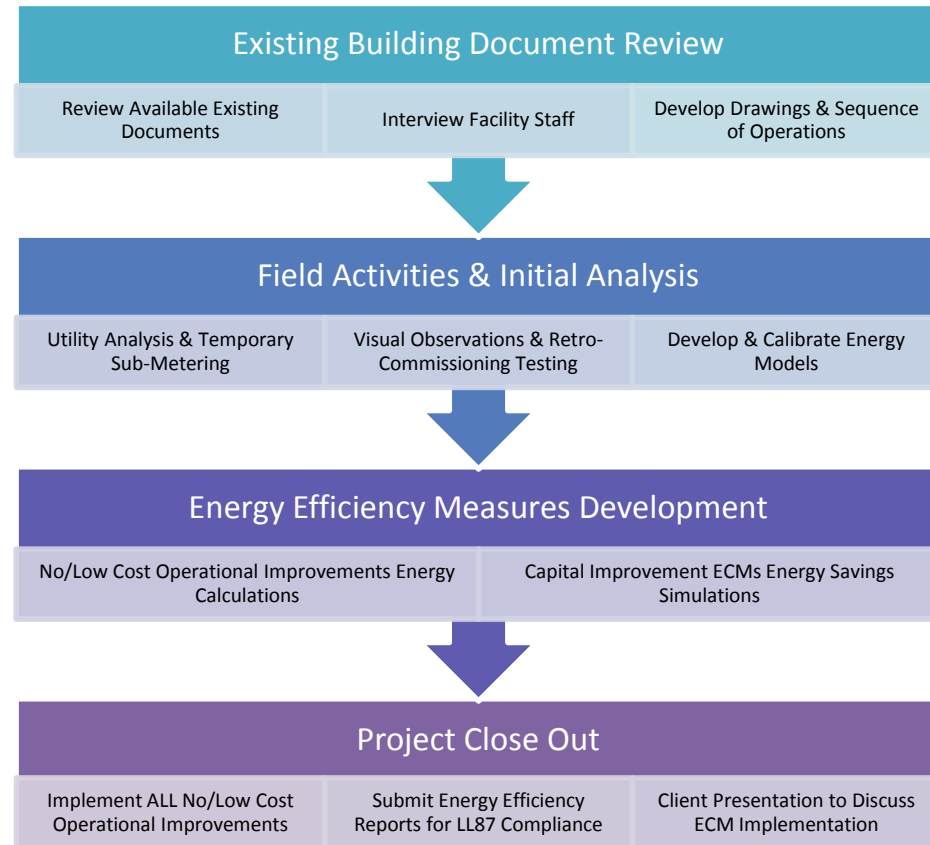 Existing Building Document Review
Review Available Existing
Documents
Interview Facility Staff
Develop Drawings & Sequence
of Operations
Field Activities & Initial Analysis
Utility Analysis & Temporary
Sub-Metering
Visual Observations & Retro-
Commissioning Testing
Develop & Calibrate Energy
Models
Energy Efficiency Measures Development
No/Low Cost Operational Improvements Energy
Calculations
Capital Improvement ECMs Energy Savings
Simulations
Project Close Out
Implement ALL No/Low Cost
Operational Improvements
Submit Energy Efficiency
Reports for LL87 Compliance
Client Presentation to Discuss
ECM Implementation